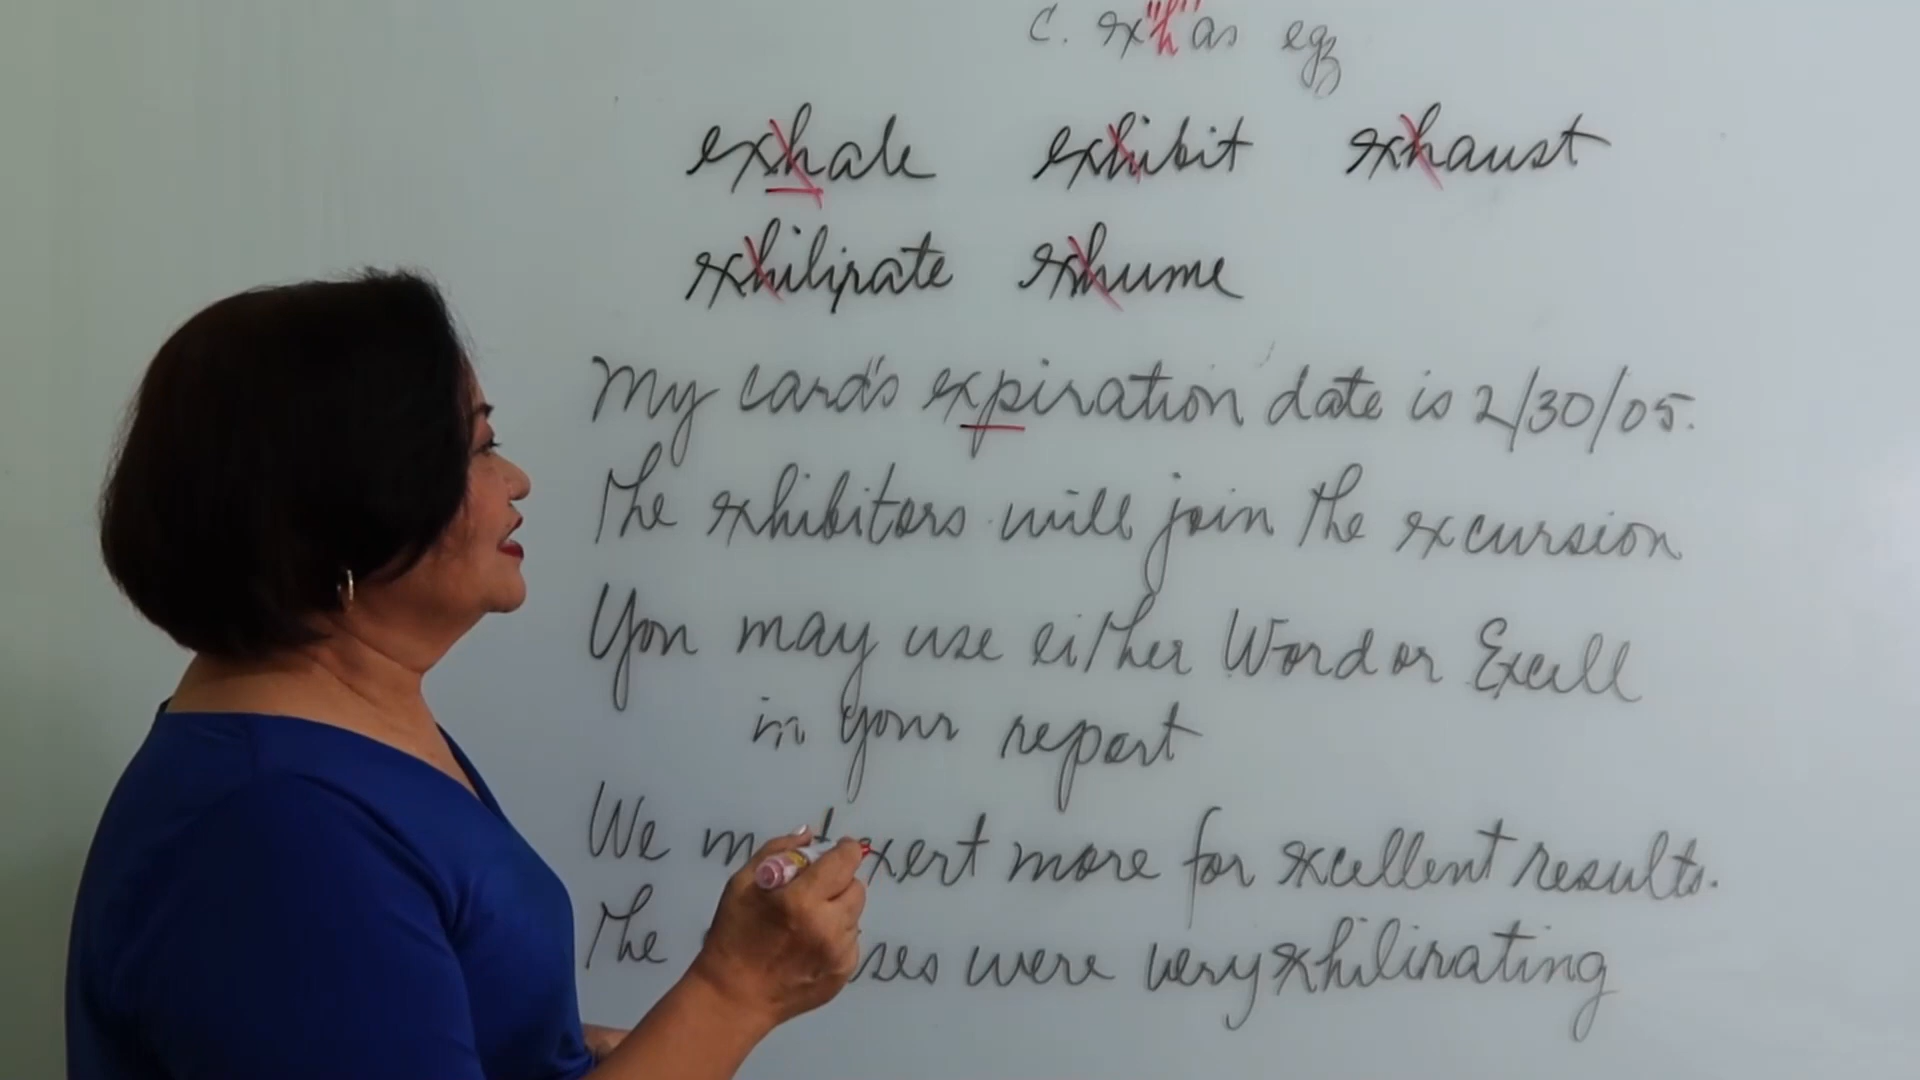 C. ex"h" as egz
exhale exhibit exhaust
exhilirate exhume
My card's expiration date is 2/30/05.
The exhibitors will join the excursion
You may use either Word or Excell
in your report
We exert more for excellent results.
The were very exhilirating